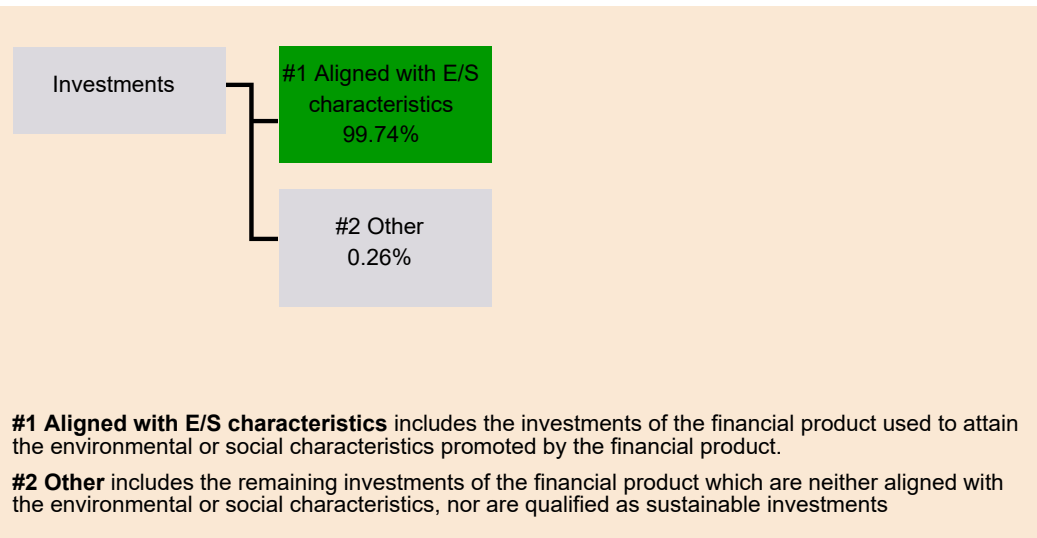 Investments
#1 Aligned with E/S
characteristics
99.74%
#2 Other
0.26%
#1 Aligned with E/S characteristics includes the investments of the financial product used to attain
the environmental or social characteristics promoted by the financial product.
#2 Other includes the remaining investments of the financial product which are neither aligned with
the environmental or social characteristics, nor are qualified as sustainable investments